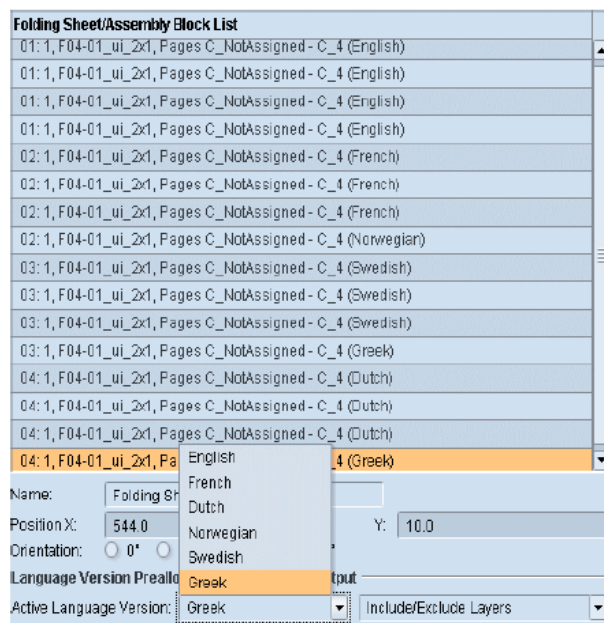 Folding Sheet/Assembly Block List
01: 1, F04-01_ui_2x1, Pages C_NotAssigned - C_4 (English)
01: 1, F04-01_ui_2x1, Pages C_NotAssigned - C_4 (English)
01: 1, F04-01_ui_2x1, Pages C_NotAssigned - C_4 (English)
01: 1, F04-01_ui_2x1, Pages C_NotAssigned - C_4 (English)
02: 1, F04-01_ui_2x1, Pages C_NotAssigned - C_4 (French)
02: 1, F04-01_ui_2x1, Pages C_NotAssigned - C_4 (French)
02: 1, F04-01_ui_2x1, Pages C_NotAssigned - C_4 (French)
02: 1, F04-01_ui_2x1, Pages C_NotAssigned - C_4 (Norwegian)
03: 1, F04-01_ui_2x1, Pages C_NotAssigned - C_4 (Swedish)
03: 1, F04-01_ui_2x1, Pages C_NotAssigned - C_4 (Swedish)
03: 1, F04-01_ui_2x1, Pages C_NotAssigned - C_4 (Swedish)
03: 1, F04-01_ui_2x1, Pages C_NotAssigned - C_4 (Greek)
04: 1, F04-01_ui_2x1, Pages C_NotAssigned - C_4 (Dutch)
04: 1, F04-01_ui_2x1, Pages C_NotAssigned - C_4 (Dutch)
04: 1, F04-01_ui_2x1, Pages C_NotAssigned - C_4 (Dutch)
04: 1, F04-01_ui_2x1, Pa _4 (Greek)
English
French
Dutch
Norwegian
Swedish
Greek
Name: Folding Sh
Position X: 544.0 Y: 10.0
Orientation: 0° °
Language Version Preallo tput
Active Language Version: Greek Include/Exclude Layers